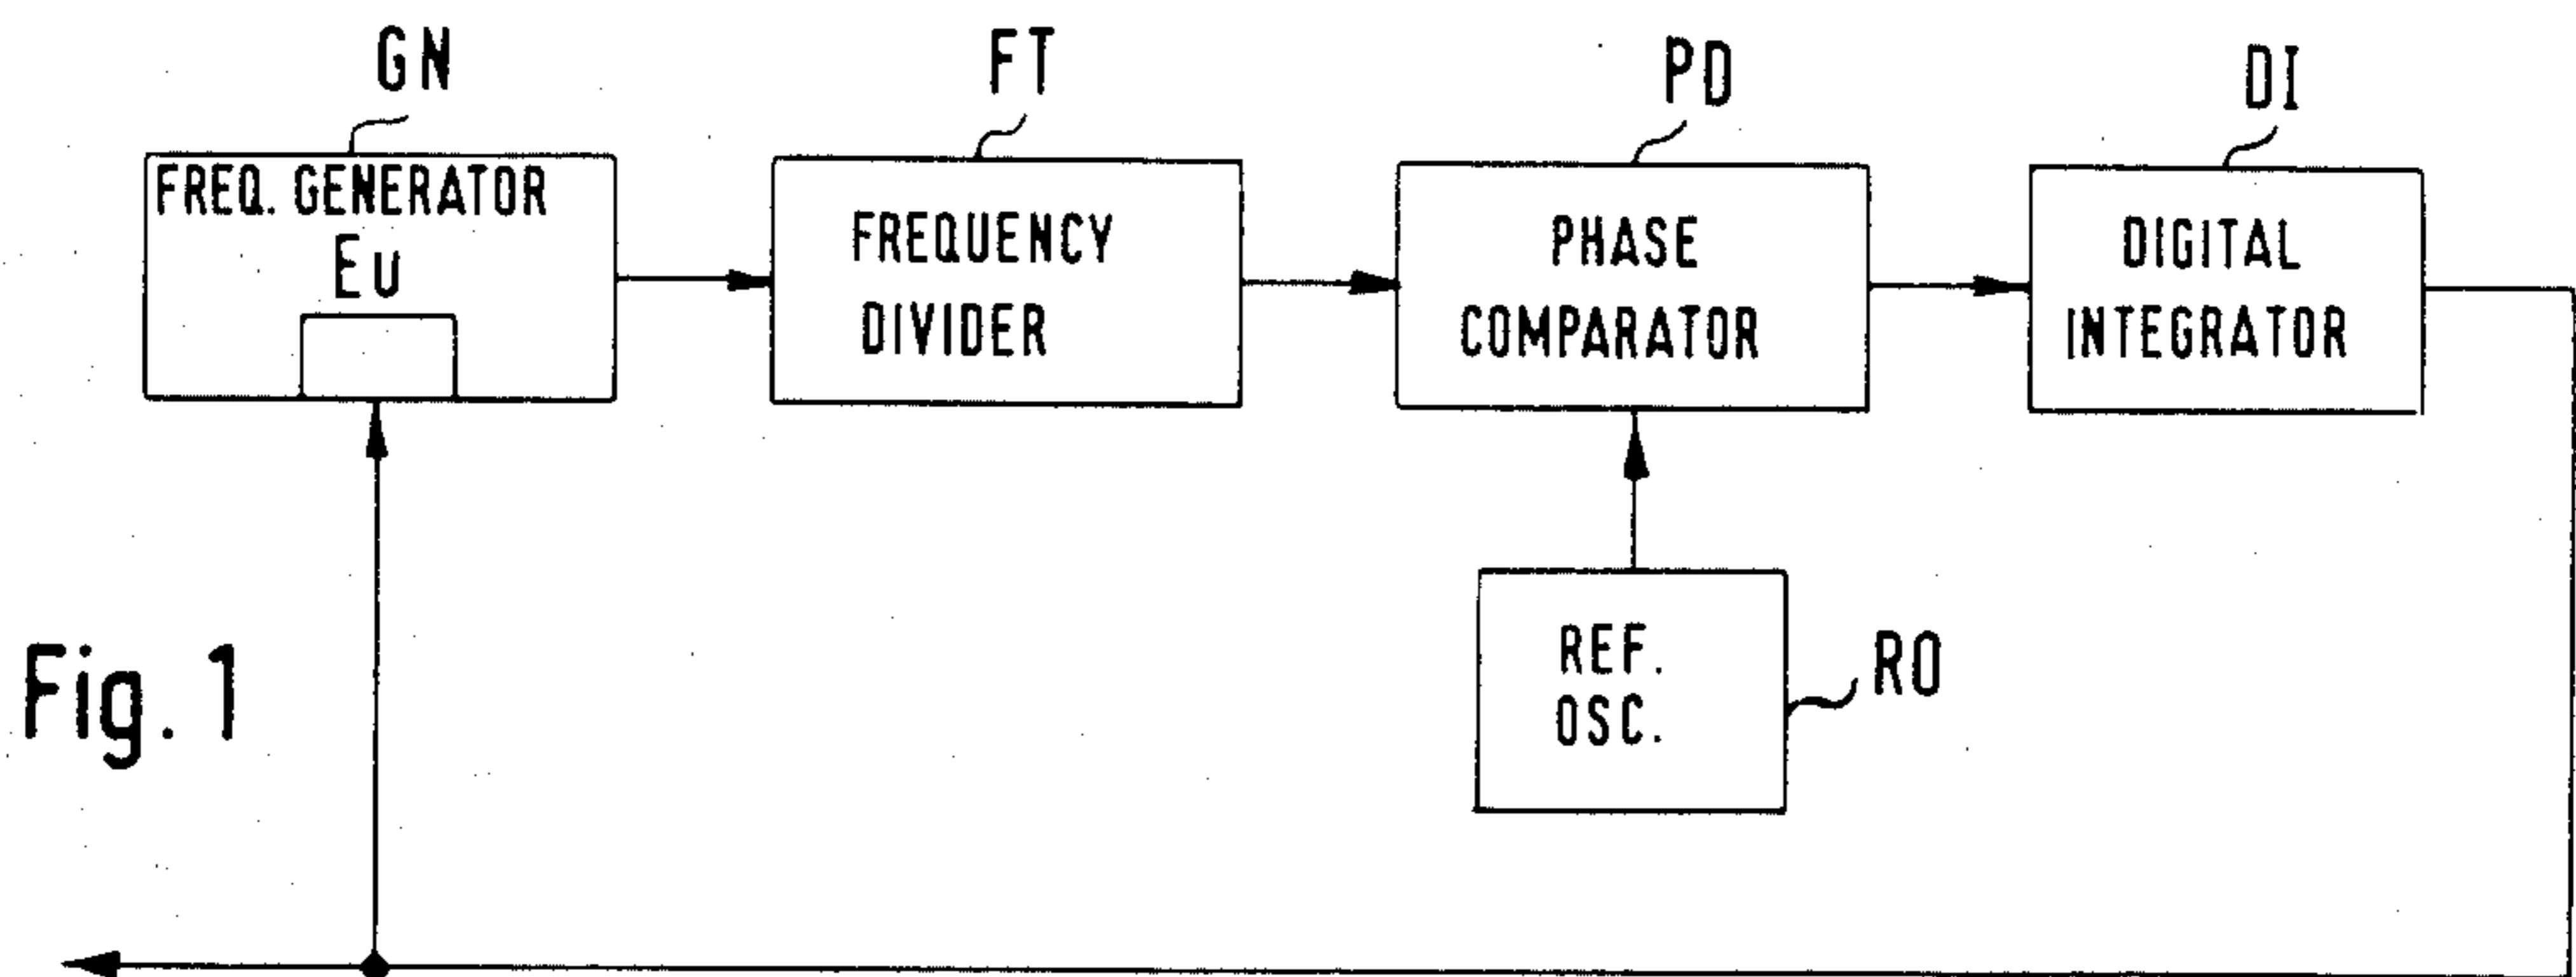 GN
FT
PD
DI
FREQ. GENERATOR
Eu
FREQUENCY
DIVIDER
PHASE
COMPARATOR
DIGITAL
INTEGRATOR
REF.
OSC.
RO
Fig. 1